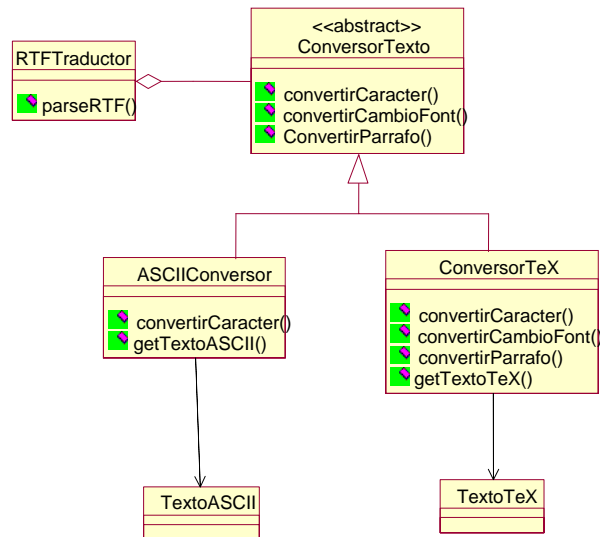 RTFTraductor
parseRTF()
<<abstract>>
ConversorTexto
convertirCaracter()
convertirCambioFont()
ConvertirParrafo()
ASCIIConversor
convertirCaracter()
getTextoASCII()
ConversorTeX
convertirCaracter()
convertirCambioFont()
convertirParrafo()
getTextoTeX()
TextoASCII
TextoTeX